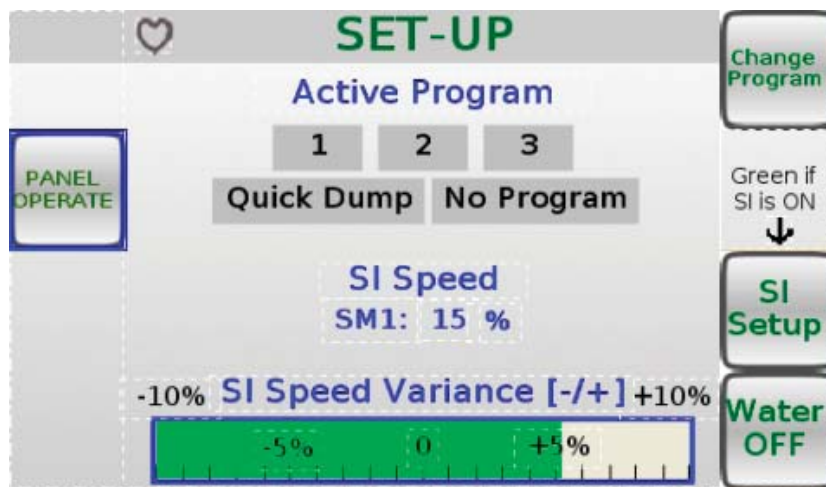 SET-UP
Change
Program
Active Program
1 2 3
Quick Dump No Program
PANEL
OPERATE
Green if
SI is ON
SI Speed
SM1: 15 %
SI
Setup
-10% SI Speed Variance [-/+] +10%
-5% 0 +5%
Water
OFF